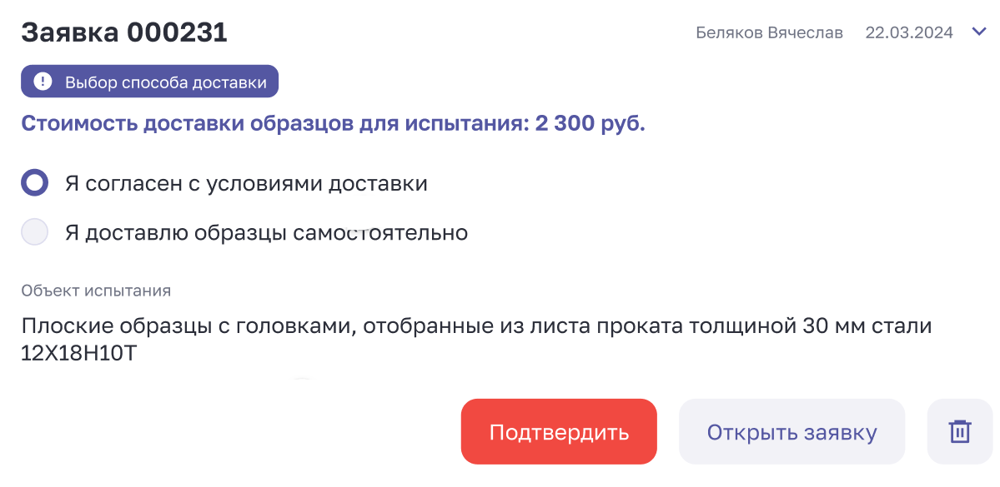 Заявка 000231
Беляков Вячеслав 22.03.2024
Выбор способа доставки
Стоимость доставки образцов для испытания: 2 300 руб.
Я согласен с условиями доставки
Я доставлю образцы самостоятельно
Объект испытания
Плоские образцы с головками, отобранные из листа проката толщиной 30 мм стали
12Х18Н10Т
Подтвердить
Открыть заявку